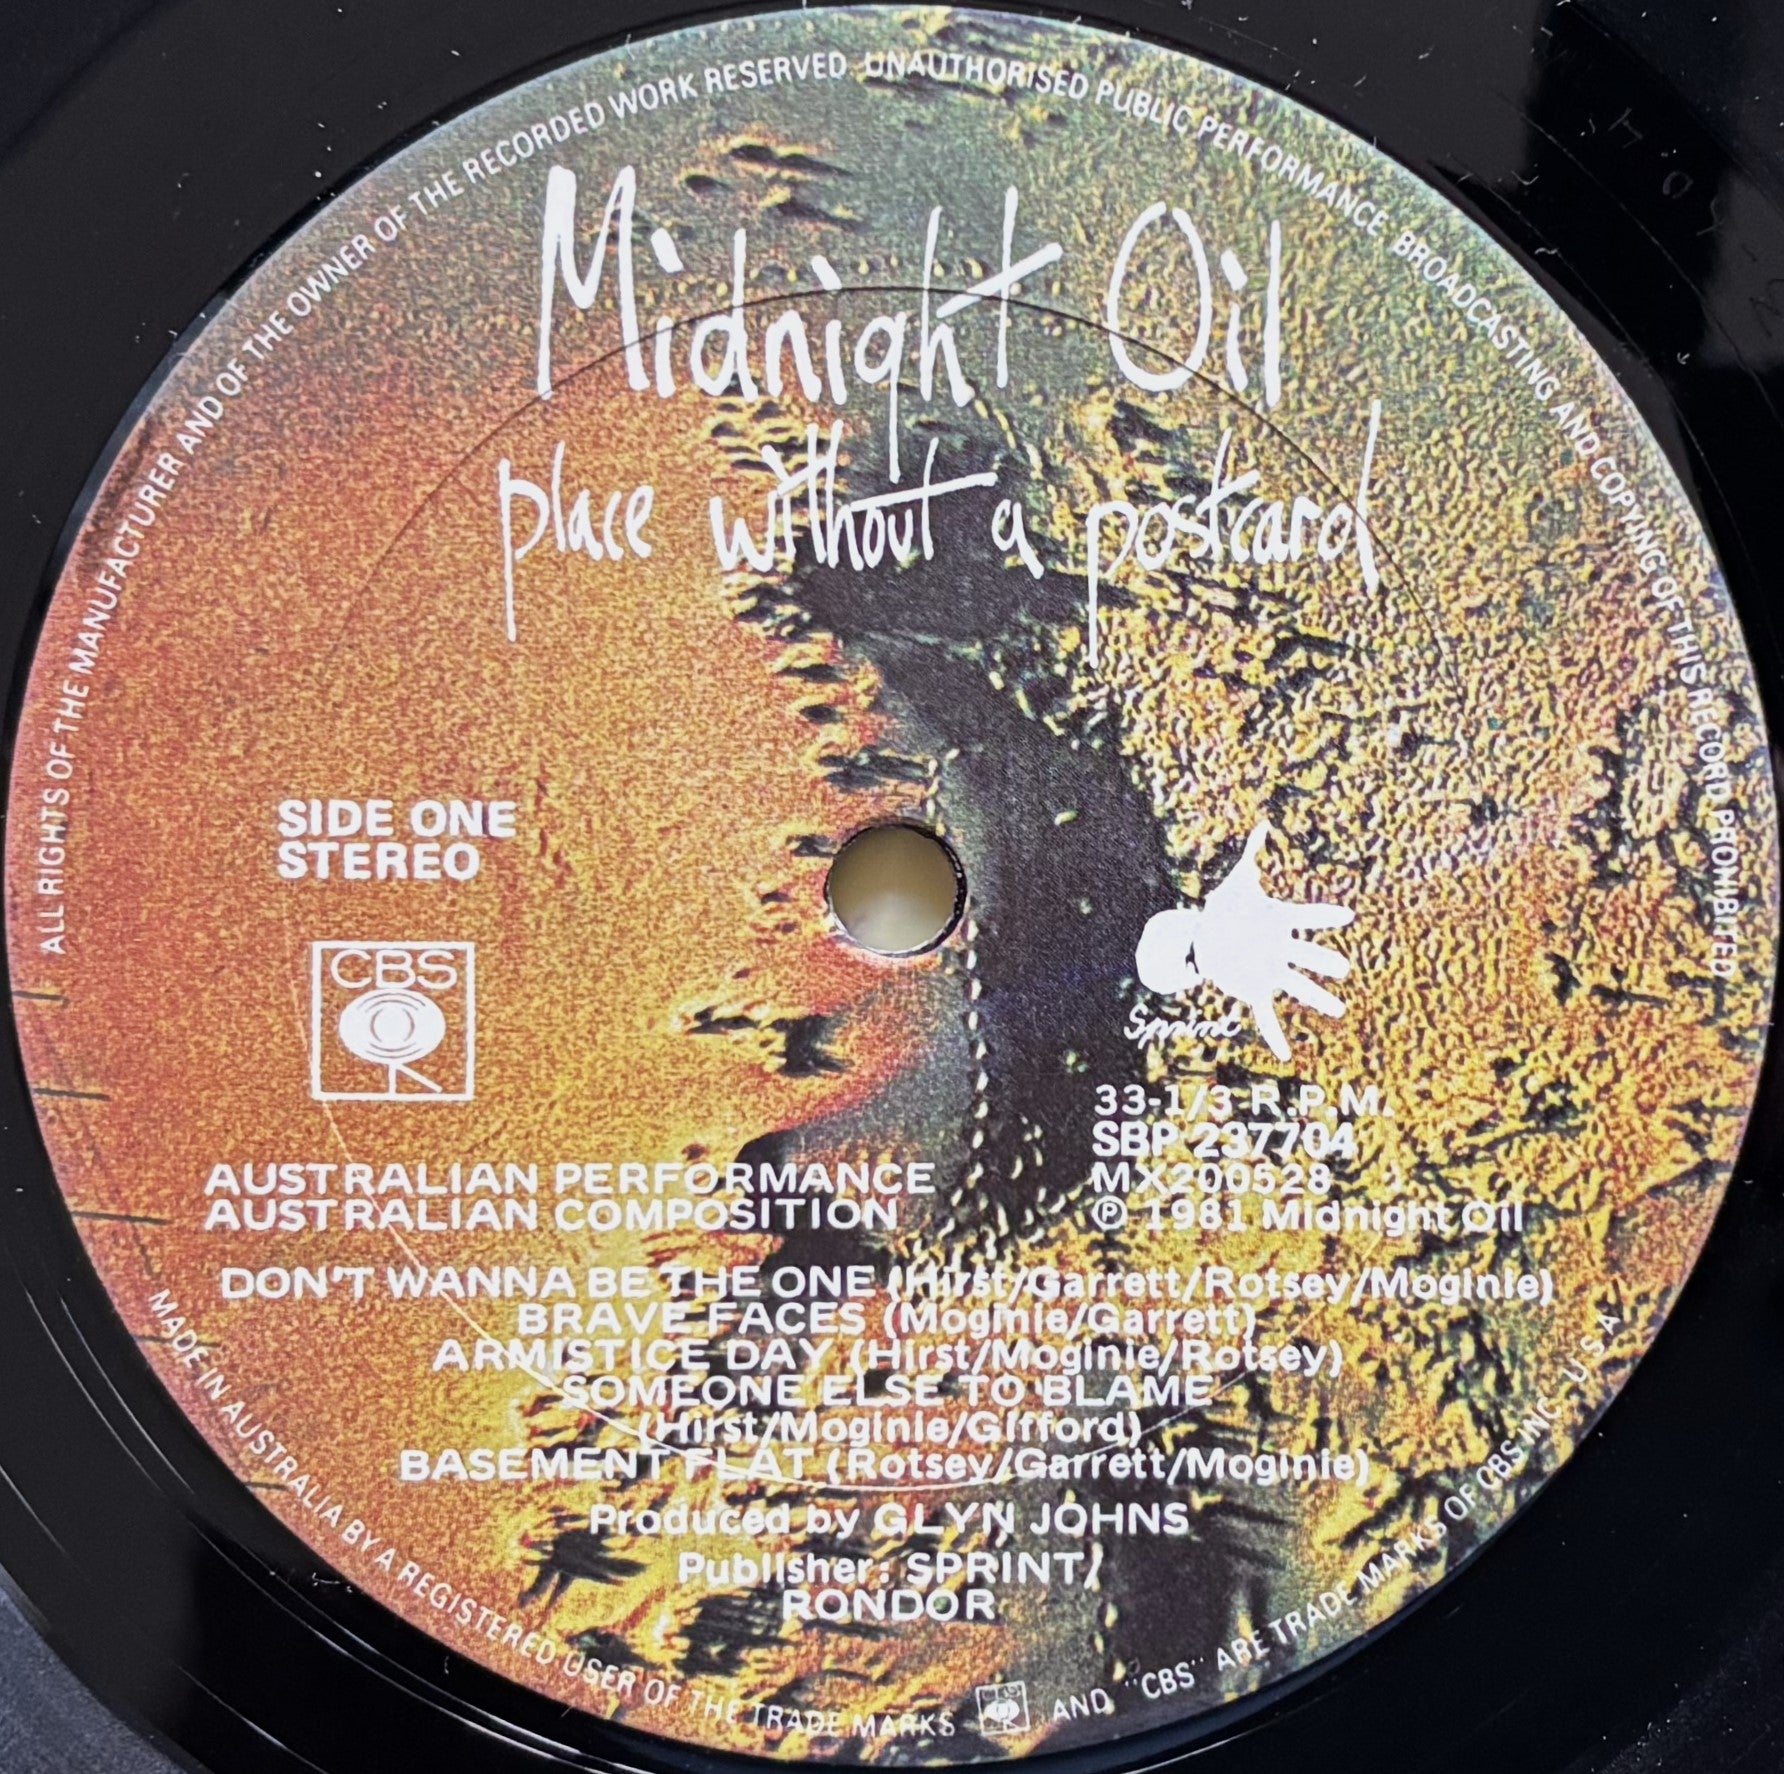 ALL RIGHTS OF THE MANUFACTURER AND OF THE OWNER OF THE RECORDED WORK RESERVED. UNAUTHORISED PUBLIC PERFORMANCE BROADCASTING AND COPYING OF THIS RECORD PROHIBITED
Midnight Oil
place without a postcard
SIDE ONE
STEREO
CBS
Sprint
33-1/3 R.P.M.
SBP 237704
MX200528
℗ 1981 Midnight Oil
AUSTRALIAN PERFORMANCE
AUSTRALIAN COMPOSITION
DON'T WANNA BE THE ONE (Hirst/Garrett/Rotsey/Moginie)
BRAVE FACES (Moginie/Garrett)
ARMISTICE DAY (Hirst/Moginie/Rotsey)
SOMEONE ELSE TO BLAME
(Hirst/Moginie/Gifford)
BASEMENT FLAT (Rotsey/Garrett/Moginie)
Produced by GLYN JOHNS
Publisher: SPRINT/
RONDOR
MADE IN AUSTRALIA BY A REGISTERED USER OF THE TRADE MARKS AND "CBS" ARE TRADE MARKS OF CBS INC. U.S.A.